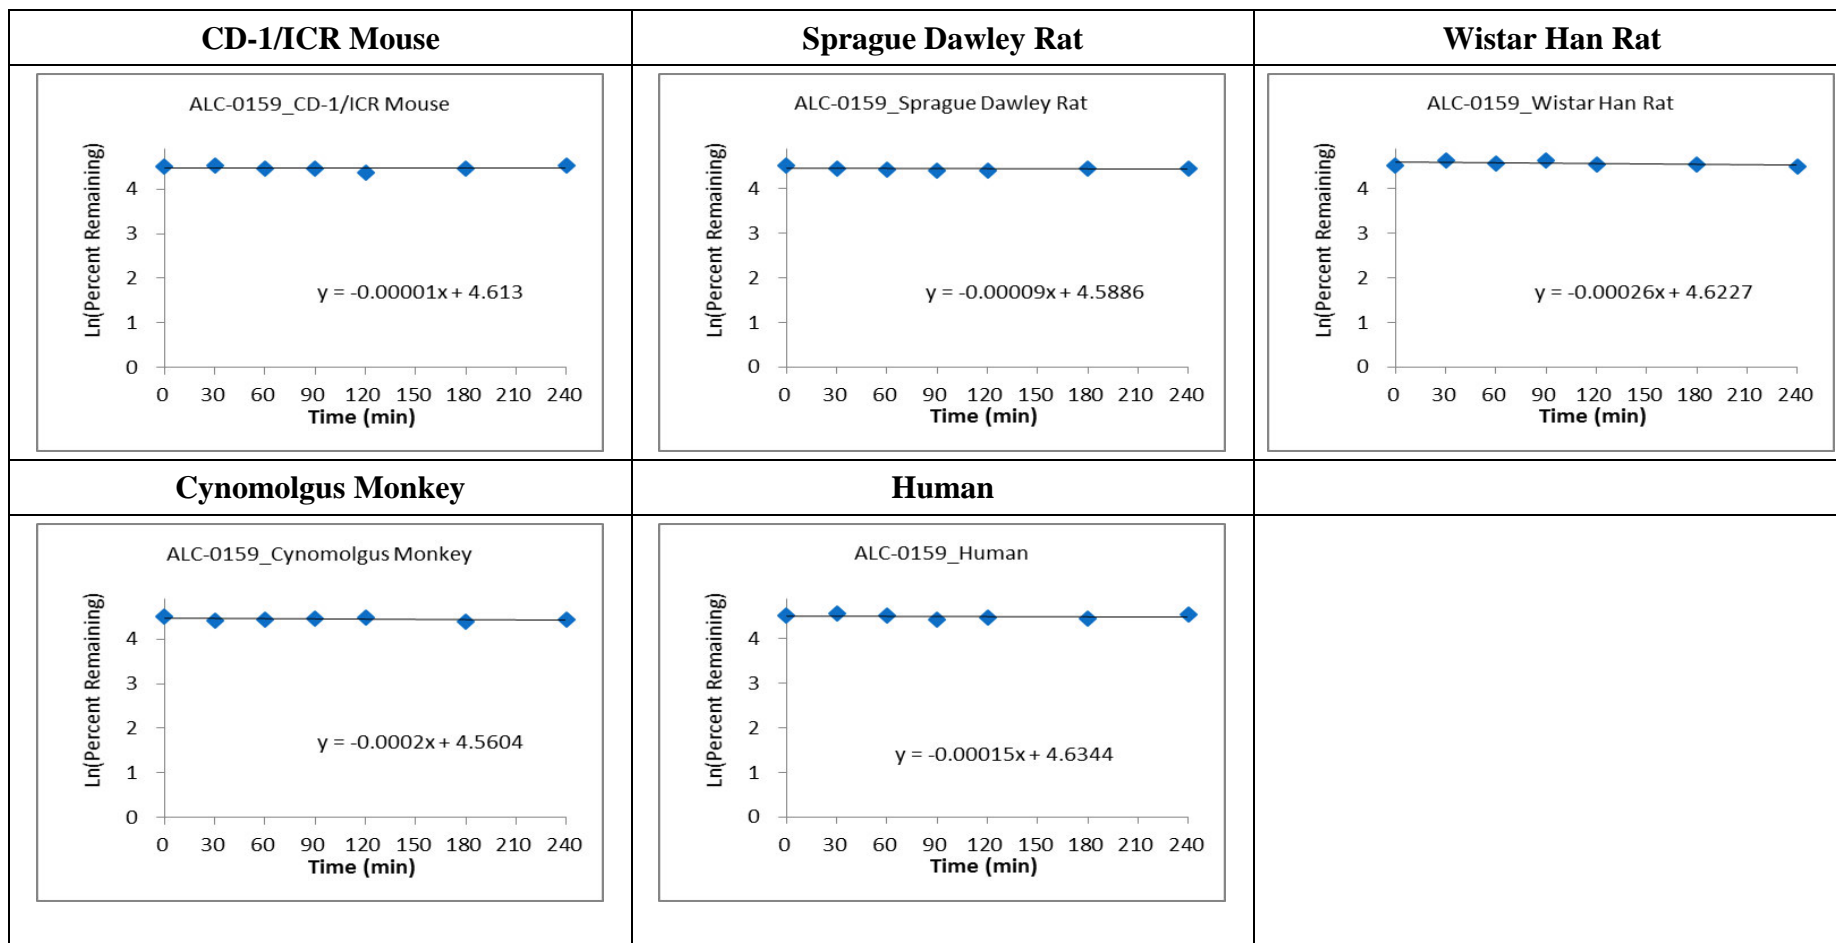 CD-1/ICR Mouse
Sprague Dawley Rat
Wistar Han Rat
ALC-0159_CD-1/ICR Mouse
Ln(Percent Remaining)
4
3
2
1
0
y = -0.00001x + 4.613
0 30 60 90 120 150 180 210 240
Time (min)
ALC-0159_Sprague Dawley Rat
Ln(Percent Remaining)
4
3
2
1
0
y = -0.00009x + 4.5886
0 30 60 90 120 150 180 210 240
Time (min)
ALC-0159_Wistar Han Rat
Ln(Percent Remaining)
4
3
2
1
0
y = -0.00026x + 4.6227
0 30 60 90 120 150 180 210 240
Time (min)
Cynomolgus Monkey
Human
ALC-0159_Cynomolgus Monkey
Ln(Percent Remaining)
4
3
2
1
0
y = -0.0002x + 4.5604
0 30 60 90 120 150 180 210 240
Time (min)
ALC-0159_Human
Ln(Percent Remaining)
4
3
2
1
0
y = -0.00015x + 4.6344
0 30 60 90 120 150 180 210 240
Time (min)